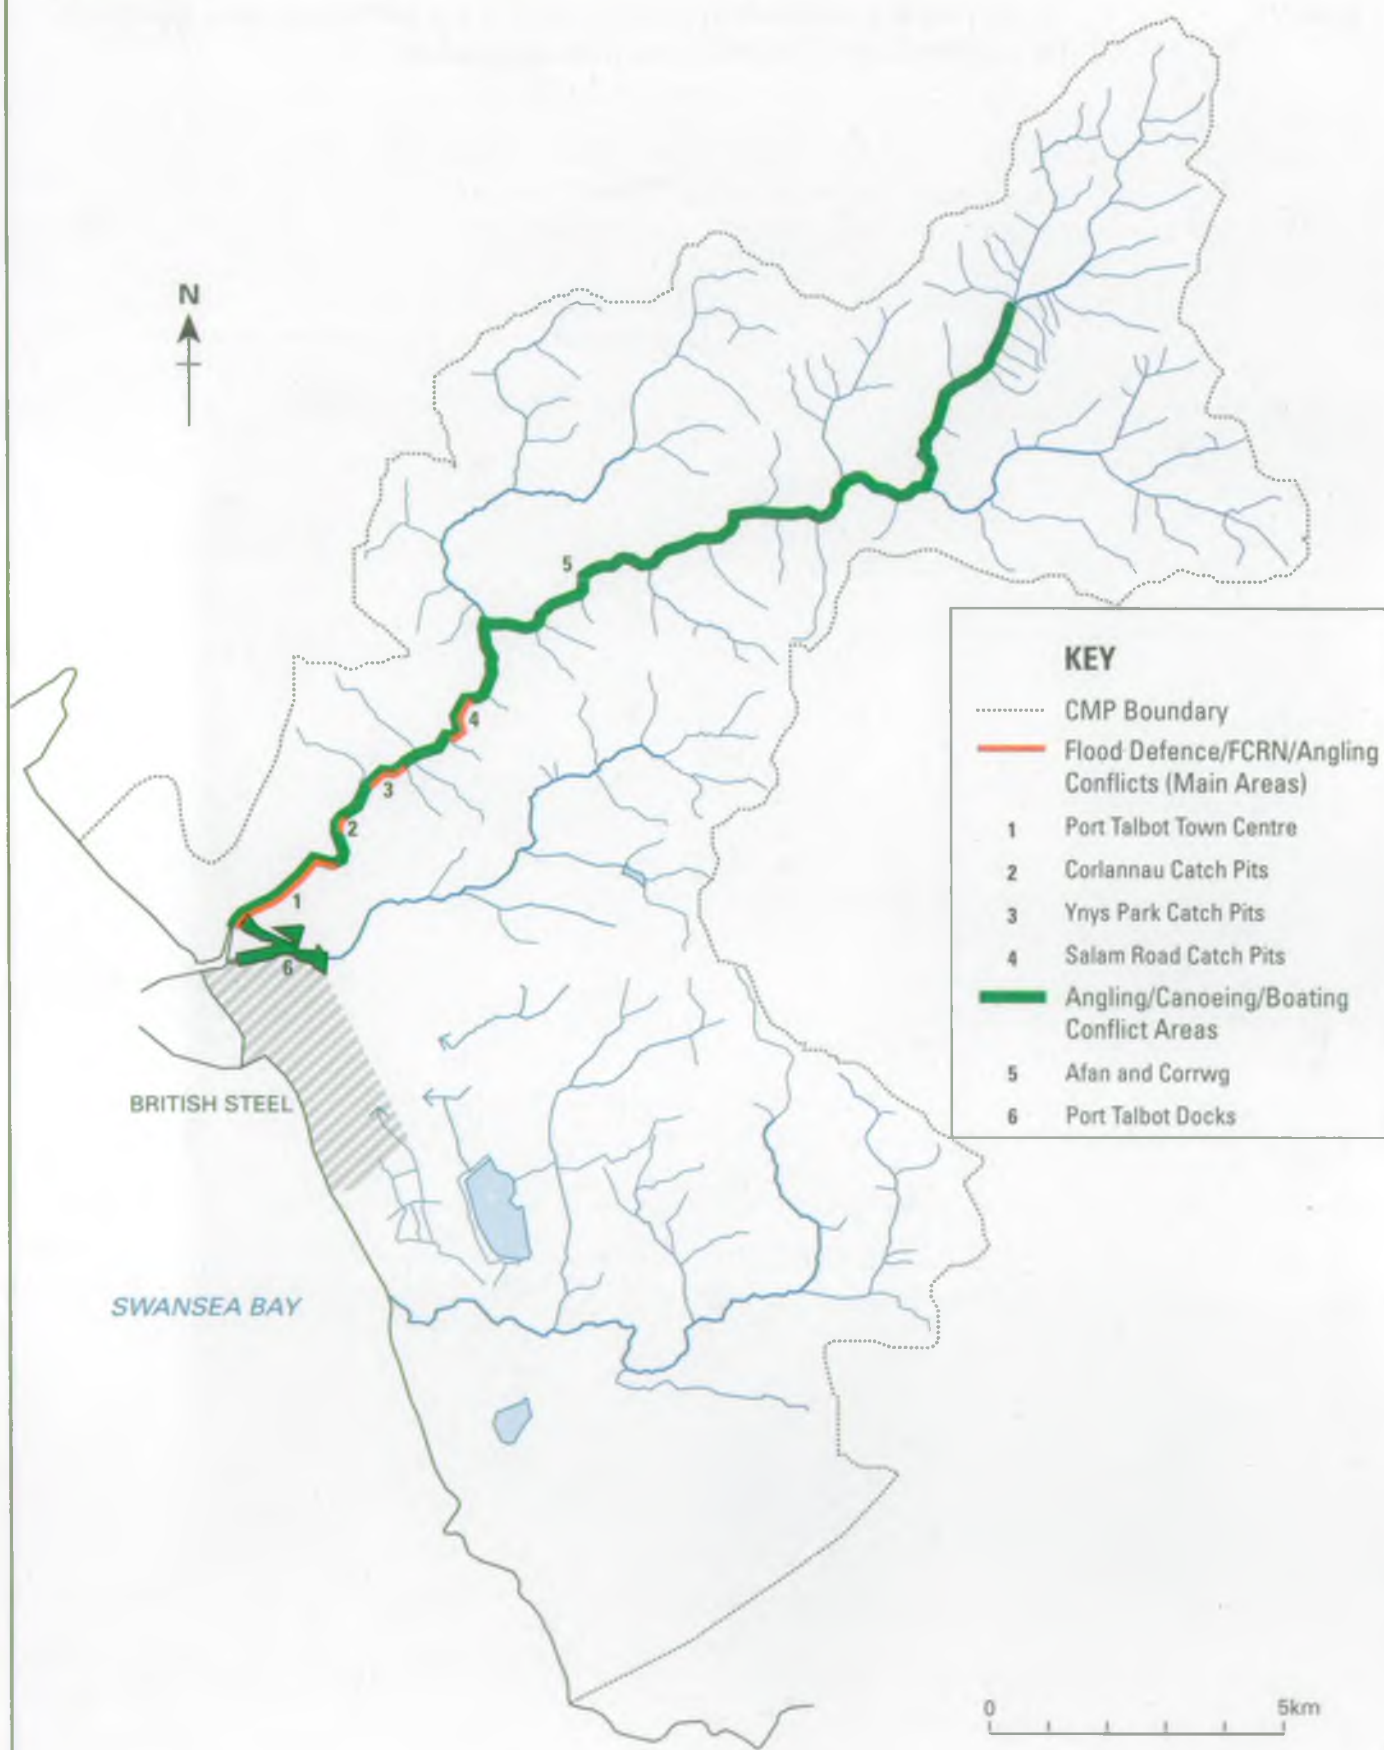 N
5
4
3
2
1
6
BRITISH STEEL
SWANSEA BAY
KEY
CMP Boundary
Flood Defence/FCRN/Angling
Conflicts (Main Areas)
1 Port Talbot Town Centre
2 Corlannau Catch Pits
3 Ynys Park Catch Pits
4 Salam Road Catch Pits
Angling/Canoeing/Boating
Conflict Areas
5 Afan and Corrwg
6 Port Talbot Docks
0 5km